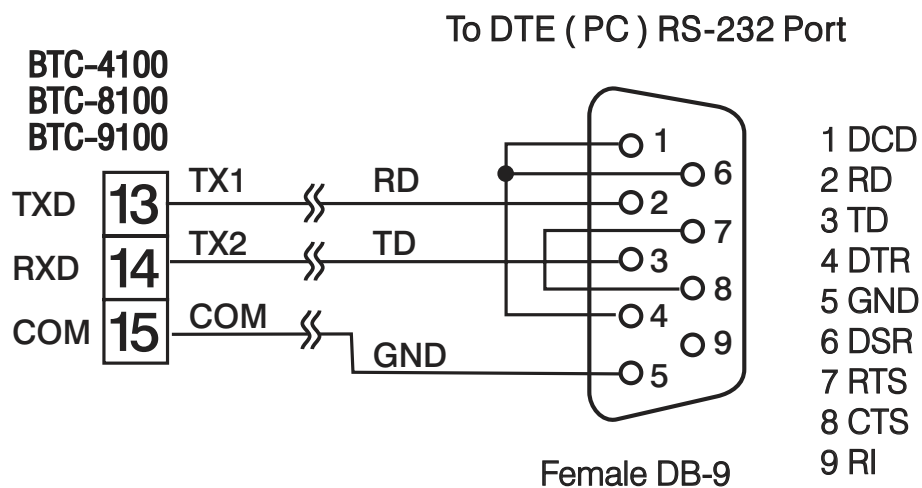 To DTE ( PC ) RS-232 Port
BTC-4100
BTC-8100
BTC-9100
TXD 13 TX1 RD 2
RXD 14 TX2 TD 3
COM 15 COM GND 5
1
6
7
8
4
9
1 DCD
2 RD
3 TD
4 DTR
5 GND
6 DSR
7 RTS
8 CTS
9 RI
Female DB-9